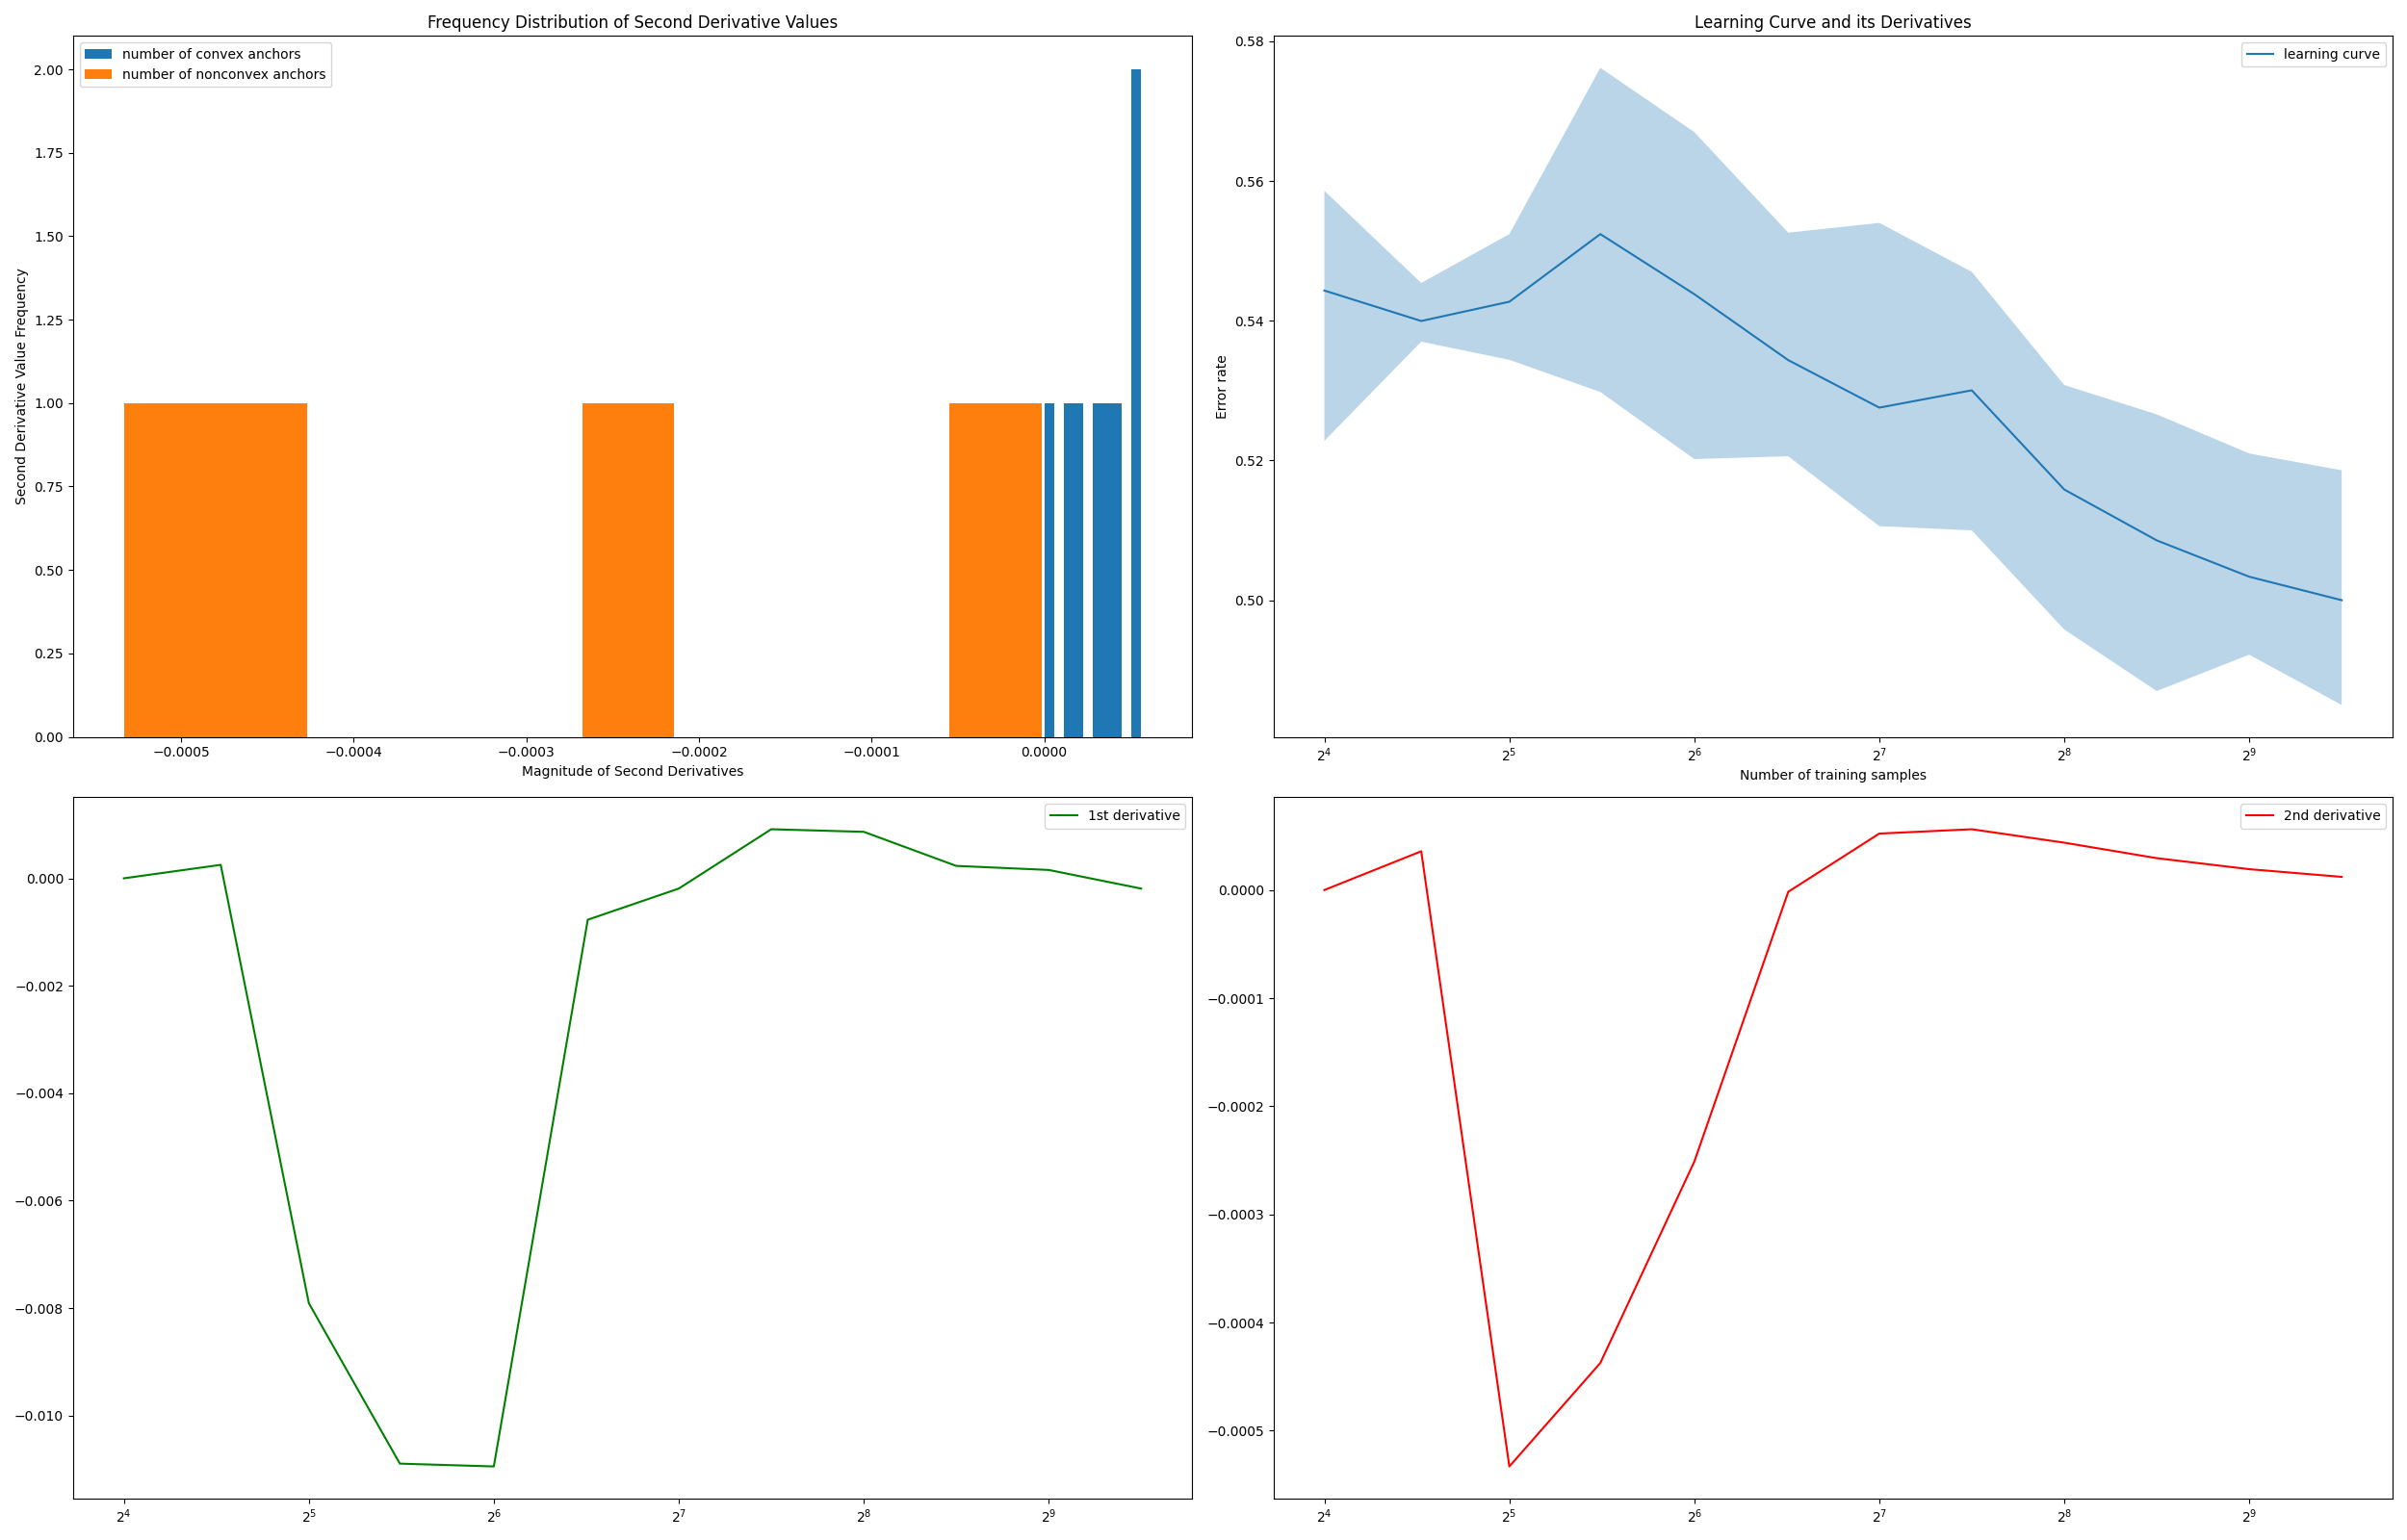 Frequency Distribution of Second Derivative Values
number of convex anchors
number of nonconvex anchors
Second Derivative Value Frequency
2.00
1.75
1.50
1.25
1.00
0.75
0.50
0.25
0.00
−0.0005 −0.0004 −0.0003 −0.0002 −0.0001 0.0000
Magnitude of Second Derivatives
Learning Curve and its Derivatives
learning curve
Error rate
0.58
0.56
0.54
0.52
0.50
2⁴ 2⁵ 2⁶ 2⁷ 2⁸ 2⁹
Number of training samples
1st derivative
0.000
−0.002
−0.004
−0.006
−0.008
−0.010
2⁴ 2⁵ 2⁶ 2⁷ 2⁸ 2⁹
2nd derivative
0.0000
−0.0001
−0.0002
−0.0003
−0.0004
−0.0005
2⁴ 2⁵ 2⁶ 2⁷ 2⁸ 2⁹